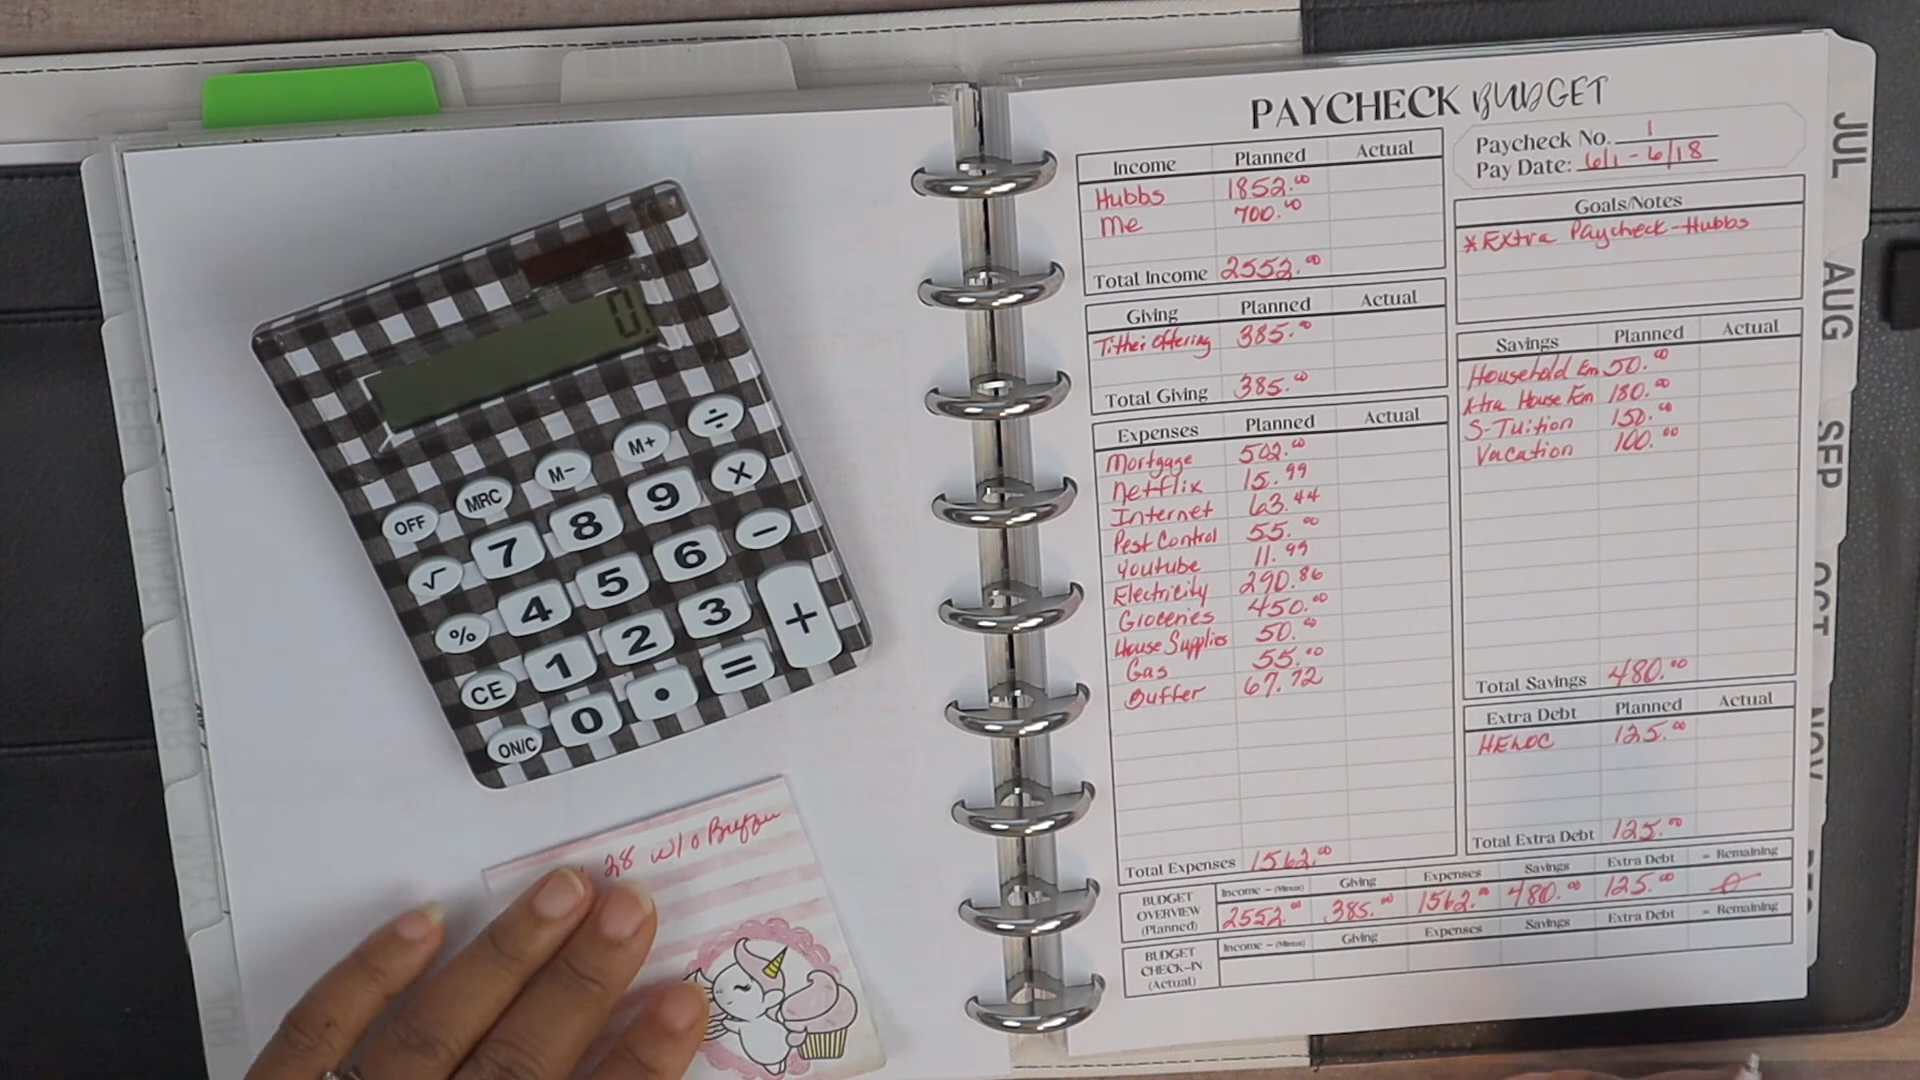 PAYCHECK BUDGET
Paycheck No. 1
Pay Date: 6/1 - 6/18
Income Planned Actual
Hubbs 1852.00
Me 700.00
Total Income 2552.00
Giving Planned Actual
385.00
Total Giving 385.00
Expenses Planned Actual
Mortgage 502.00
Netflix 15.99
Internet 63.44
Pest Control 55.00
Youtube 11.99
Electricity 290.86
Groceries 450.00
House Supplies 50.00
Gas 55.00
Buffer 67.72
Total Expenses 1562.00
Goals/Notes
*Extra Paycheck-Hubbs
Savings Planned Actual
Household Em 50.00
Xtra House Em 180.00
S-Tuition 150.00
Vacation 100.00
Total Savings 480.00
Extra Debt Planned Actual
HELOC 125.00
Total Extra Debt 125.00
BUDGET OVERVIEW (Planned)
Income - (Minus) Giving Expenses Savings Extra Debt = Remaining
2552.00 385.00 1562.00 480.00 125.00 0
BUDGET CHECK-IN (Actual)
Income - (Minus) Giving Expenses Savings Extra Debt = Remaining
JUL
AUG
SEP
OCT
NOV
0.
OFF MRC M- M+ ÷
√ 7 8 9 X
% 4 5 6 -
CE 1 2 3 +
ON/C 0 . =
28 w/o Buffer